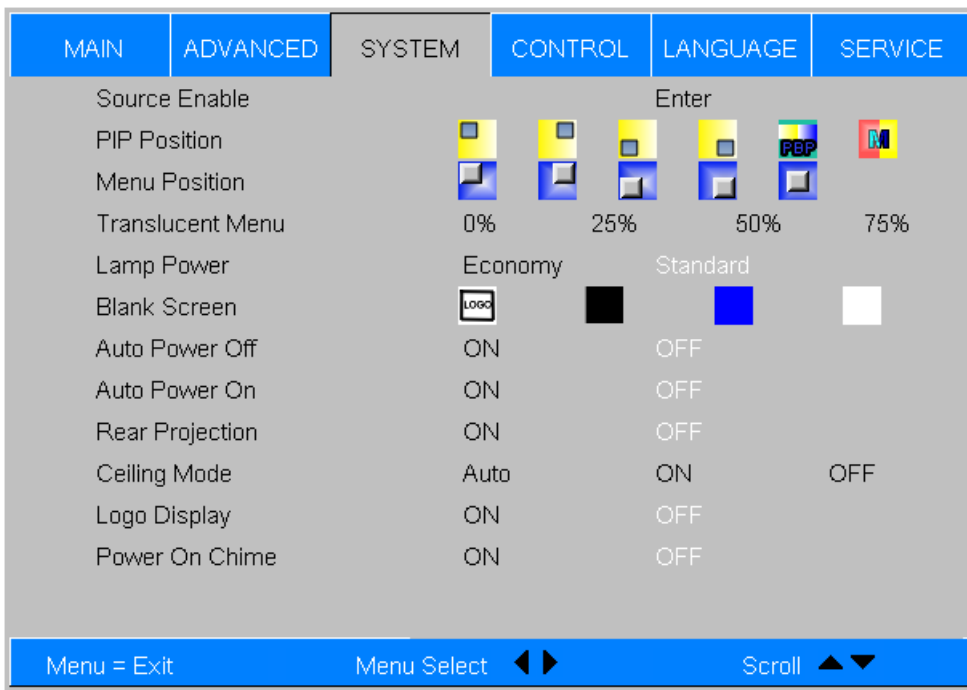 MAIN ADVANCED SYSTEM CONTROL LANGUAGE SERVICE
Source Enable Enter
PIP Position PBP M
Menu Position
Translucent Menu 0% 25% 50% 75%
Lamp Power Economy Standard
Blank Screen LOGO
Auto Power Off ON OFF
Auto Power On ON OFF
Rear Projection ON OFF
Ceiling Mode Auto ON OFF
Logo Display ON OFF
Power On Chime ON OFF
Menu = Exit Menu Select Scroll